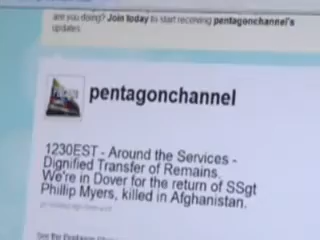 are you doing? Join today to start receiving pentagonchannel's
updates.
pentagonchannel
1230EST - Around the Services -
Dignified Transfer of Remains.
We're in Dover for the return of SSgt
Phillip Myers, killed in Afghanistan.